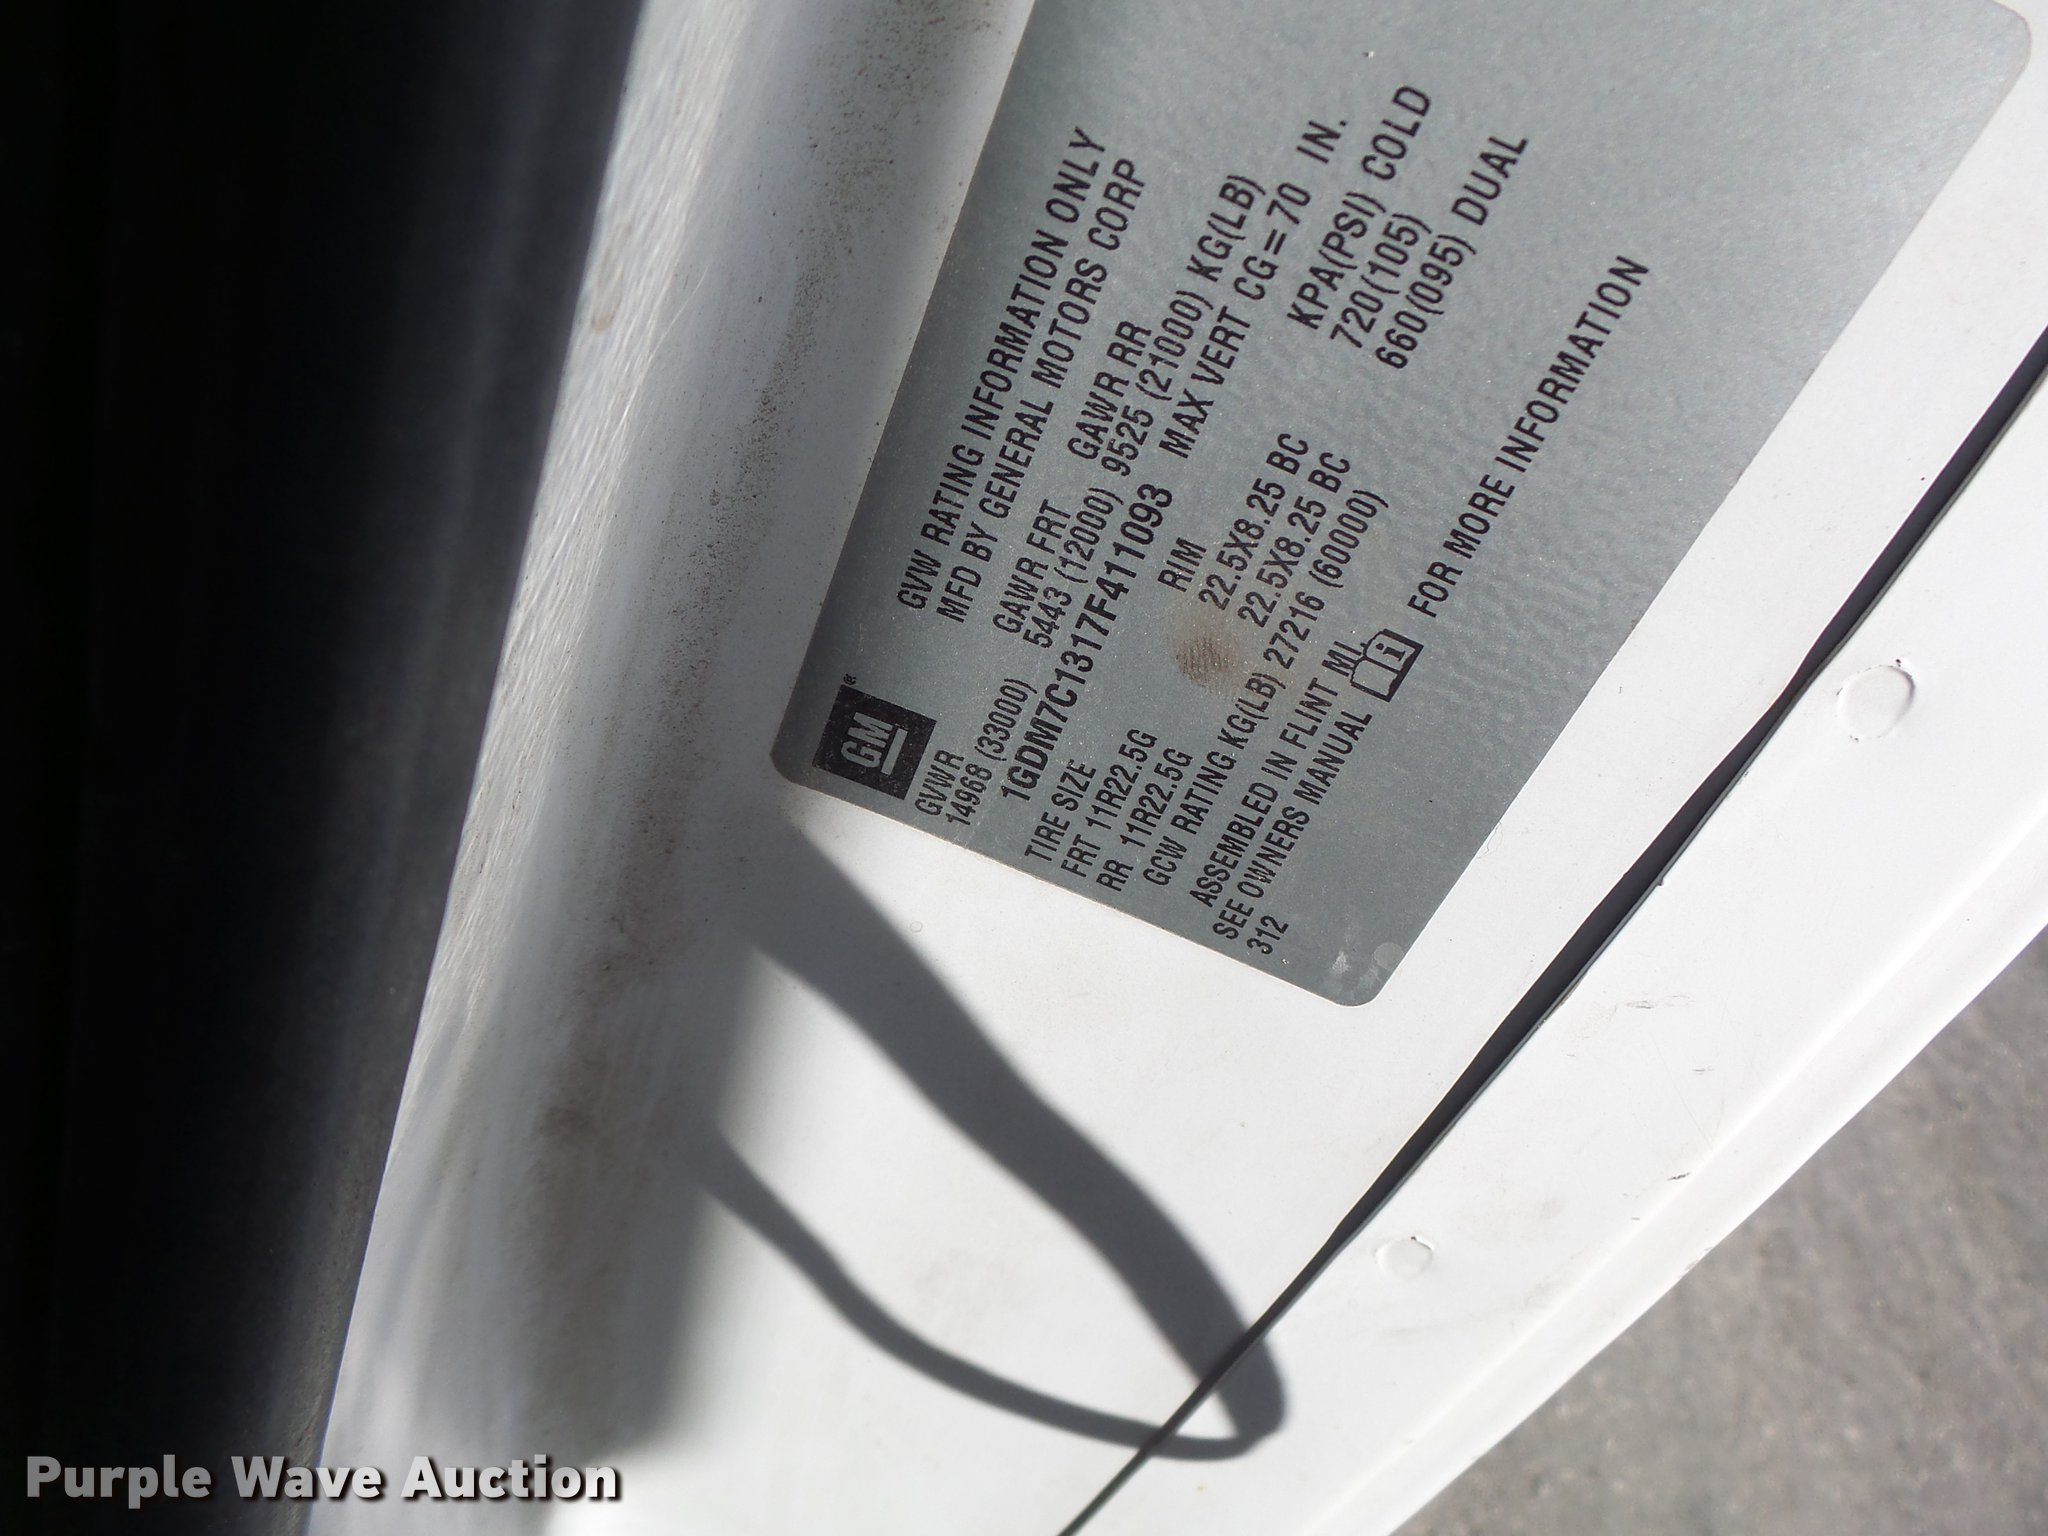 GVW RATING INFORMATION ONLY
MFD BY GENERAL MOTORS CORP
GM®
GVWR GAWR FRT GAWR RR
14968 (33000) 5443 (12000) 9525 (21000) KG(LB)
1GDM7C1317F411093 MAX VERT CG=70 IN.
TIRE SIZE RIM KPA(PSI) COLD
FRT 11R22.5G 22.5X8.25 BC 720(105)
RR 11R22.5G 22.5X8.25 BC 660(095) DUAL
GCW RATING KG(LB) 27216 (60000)
ASSEMBLED IN FLINT MI.
SEE OWNERS MANUAL i FOR MORE INFORMATION
312
Purple Wave Auction